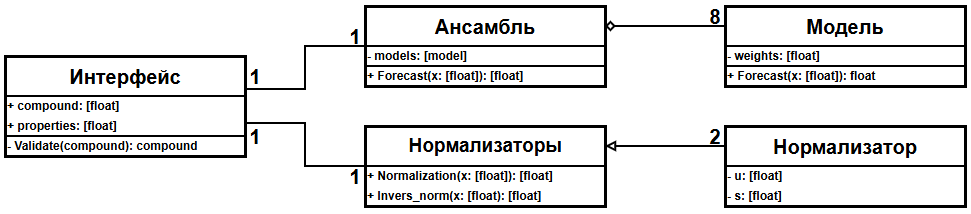 Интерфейс
+ compound: [float]
+ properties: [float]
- Validate(compound): compound
1
1
1
1
Ансамбль
- models: [model]
+ Forecast(x: [float]): [float]
8
Модель
- weights: [float]
+ Forecast(x: [float]): float
Нормализаторы
+ Normalization(x: [float]): [float]
+ Invers_norm(x: [float): [float]
2
Нормализатор
- u: [float]
- s: [float]